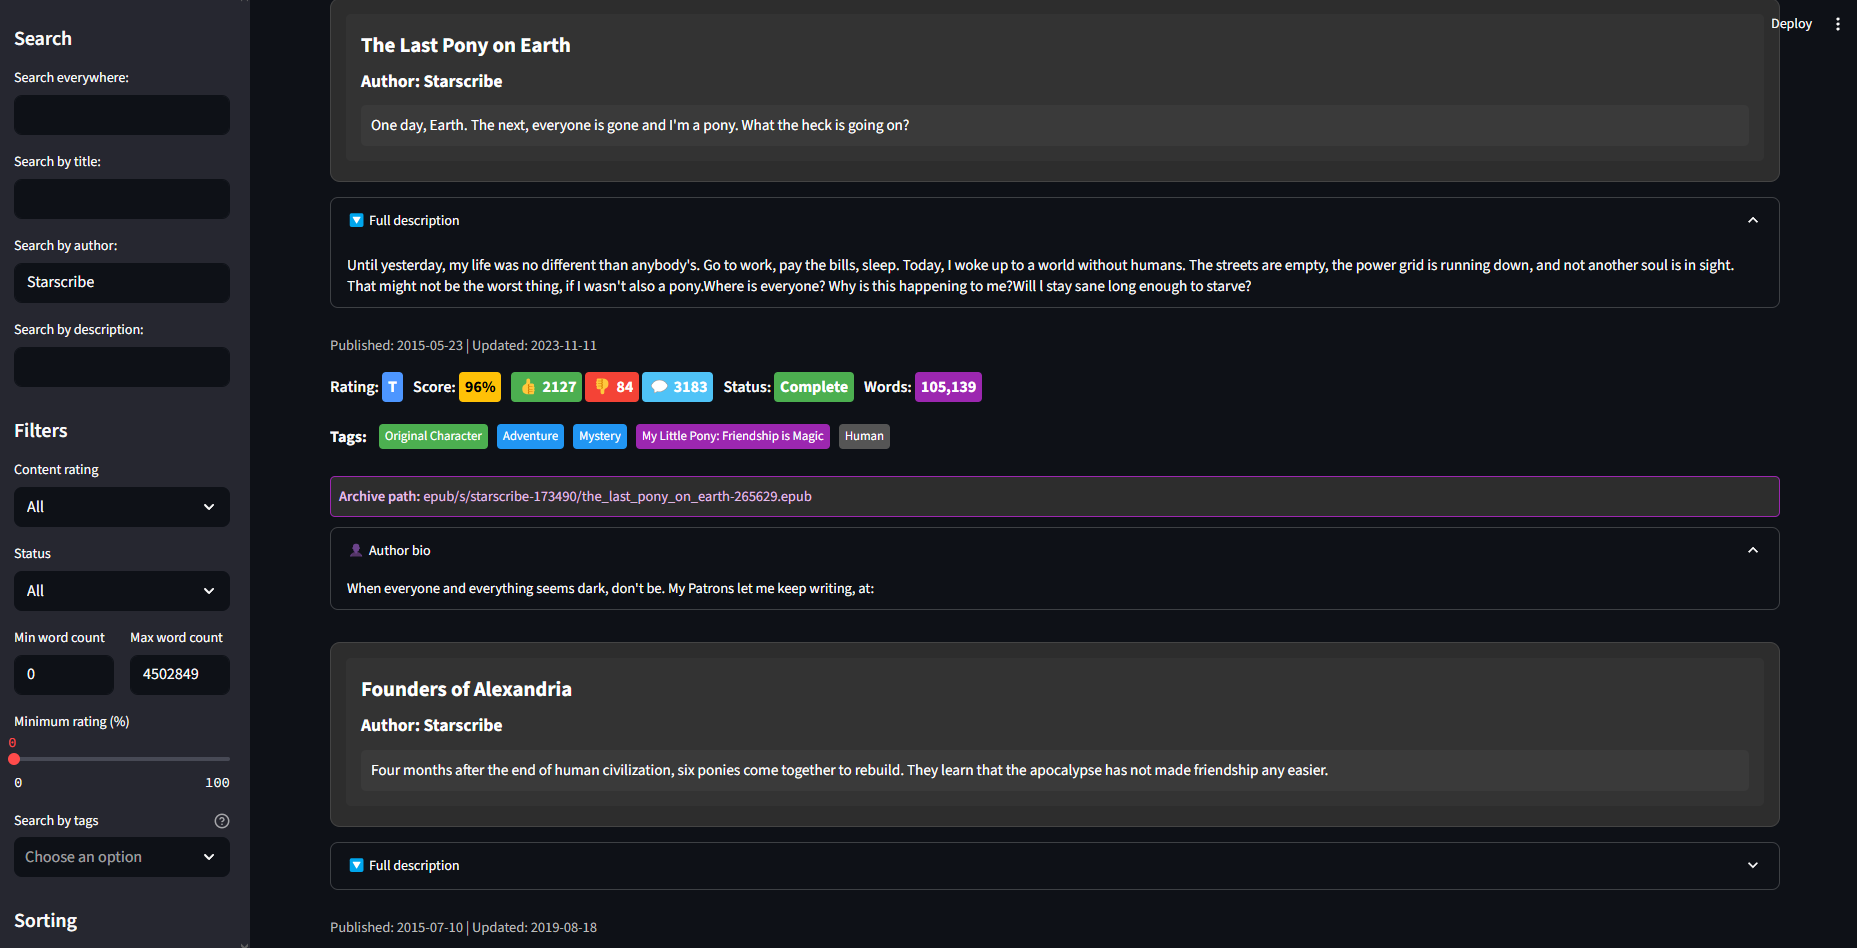 Search
Search everywhere:
Search by title:
Search by author:
Starscribe
Search by description:
Filters
Content rating
All
Status
All
Min word count
Max word count
0
4502849
Minimum rating (%)
0
0
100
Search by tags
Choose an option
Sorting
Deploy
The Last Pony on Earth
Author: Starscribe
One day, Earth. The next, everyone is gone and I'm a pony. What the heck is going on?
Full description
Until yesterday, my life was no different than anybody's. Go to work, pay the bills, sleep. Today, I woke up to a world without humans. The streets are empty, the power grid is running down, and not another soul is in sight.
That might not be the worst thing, if I wasn't also a pony.Where is everyone? Why is this happening to me?Will l stay sane long enough to starve?
Published: 2015-05-23 | Updated: 2023-11-11
Rating: T Score: 96% 👍 2127 👎 84 💬 3183 Status: Complete Words: 105,139
Tags: Original Character Adventure Mystery My Little Pony: Friendship is Magic Human
Archive path: epub/s/starscribe-173490/the_last_pony_on_earth-265629.epub
Author bio
When everyone and everything seems dark, don't be. My Patrons let me keep writing, at:
Founders of Alexandria
Author: Starscribe
Four months after the end of human civilization, six ponies come together to rebuild. They learn that the apocalypse has not made friendship any easier.
Full description
Published: 2015-07-10 | Updated: 2019-08-18